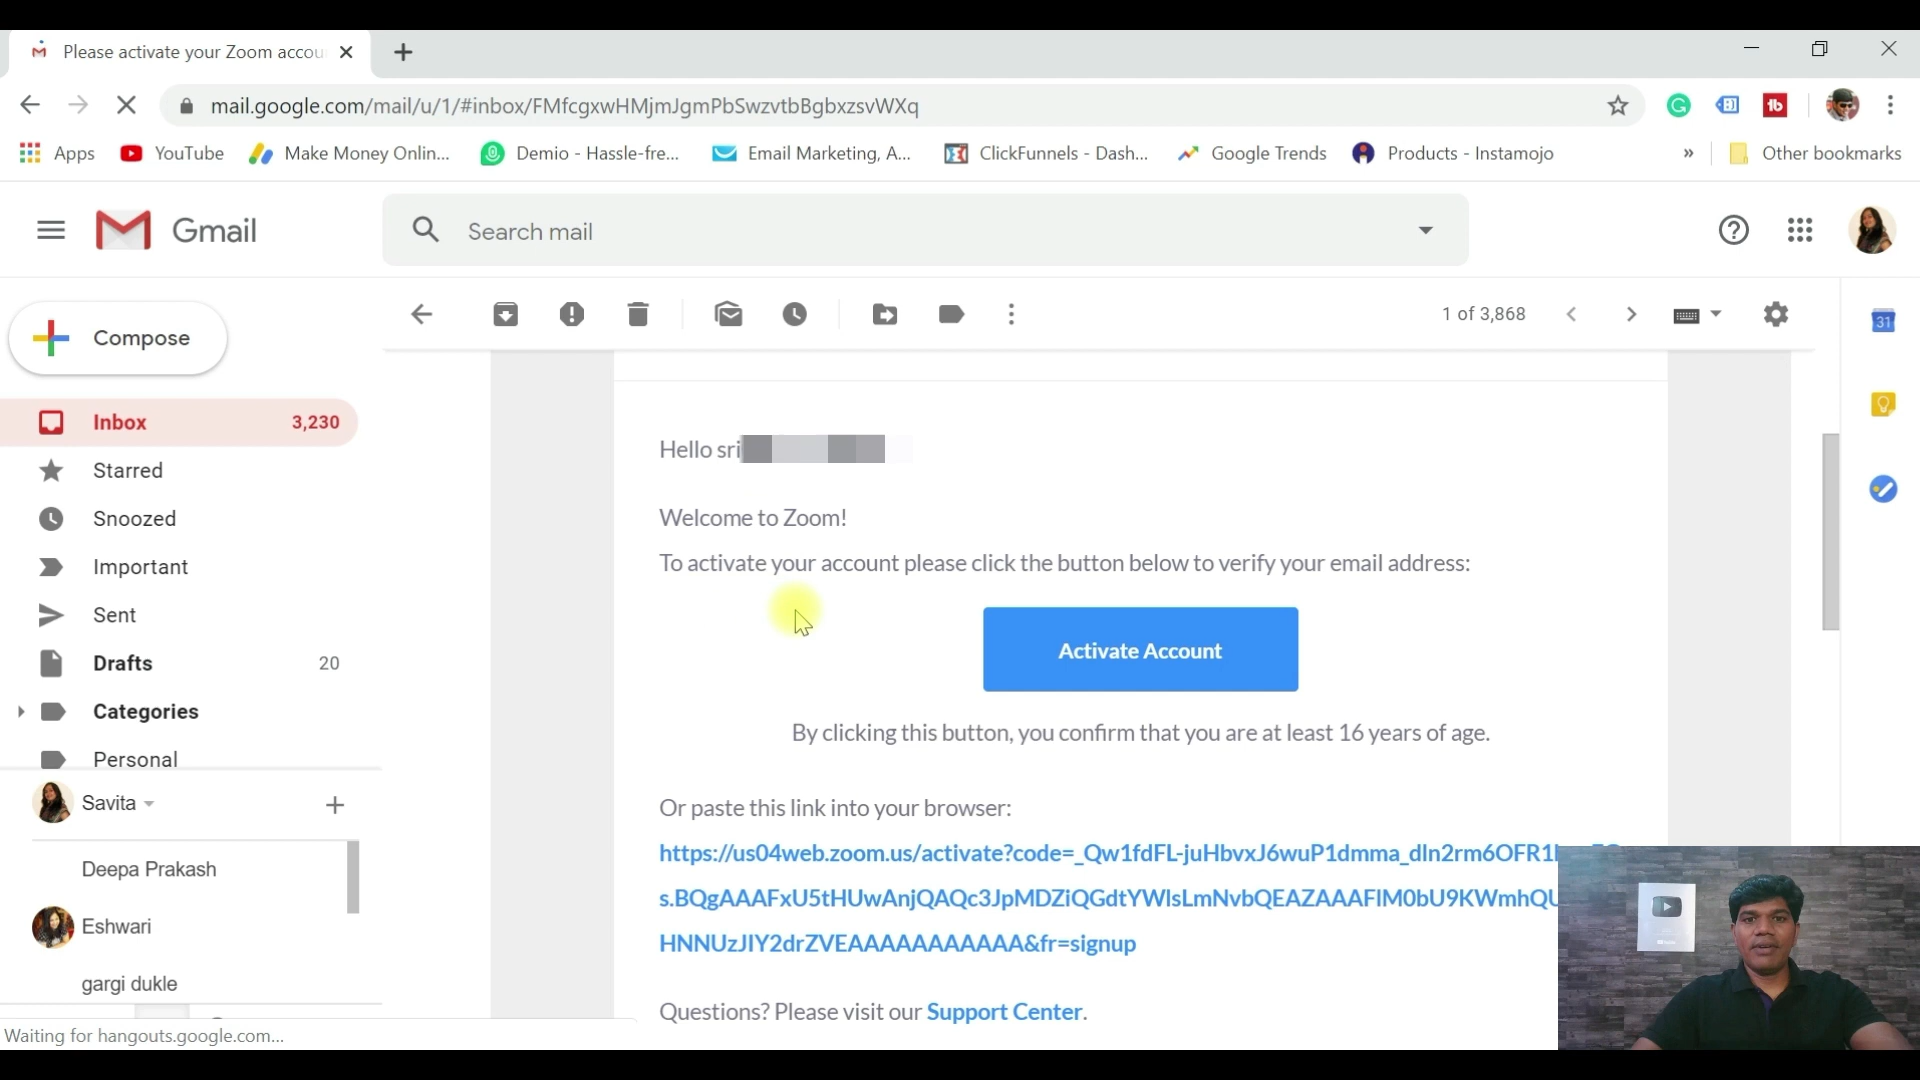 Please activate your Zoom accou
mail.google.com/mail/u/1/#inbox/FMfcgxwHMjmJgmPbSwzvtbBgbxzsvWXq
Apps YouTube Make Money Onlin... Demio - Hassle-fre... Email Marketing, A... ClickFunnels - Dash... Google Trends Products - Instamojo » Other bookmarks
Gmail Search mail
Compose
1 of 3,868
31
Inbox 3,230
Starred
Snoozed
Important
Sent
Drafts 20
Categories
Personal
Savita
Deepa Prakash
Eshwari
gargi dukle
Hello sri
Welcome to Zoom!
To activate your account please click the button below to verify your email address:
Activate Account
By clicking this button, you confirm that you are at least 16 years of age.
Or paste this link into your browser:
https://us04web.zoom.us/activate?code=_Qw1fdFL-juHbvxJ6wuP1dmma_dln2rm6OFR1
s.BQgAAAFxU5tHUwAnjQAQc3JpMDZiQGdtYWlsLmNvbQEAZAAAFlM0bU9KWmhQU
HNNUzJIY2drZVEAAAAAAAAAAA&fr=signup
Questions? Please visit our Support Center.
Waiting for hangouts.google.com...